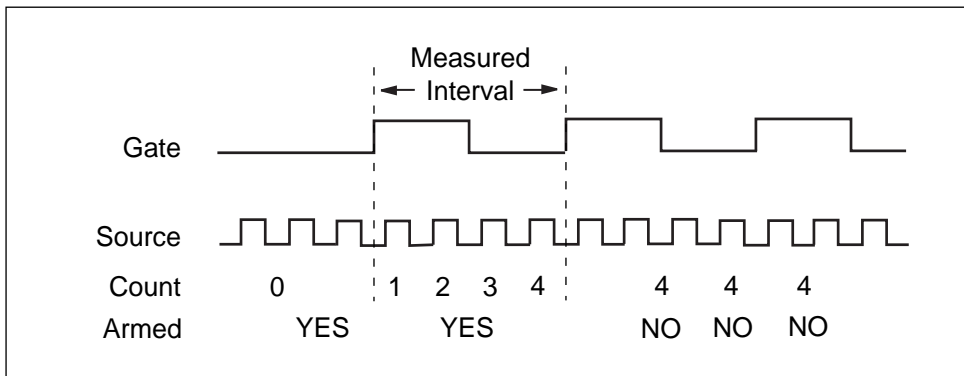 Measured
Interval
Gate
Source
Count 0 1 2 3 4 4 4 4
Armed YES YES NO NO NO